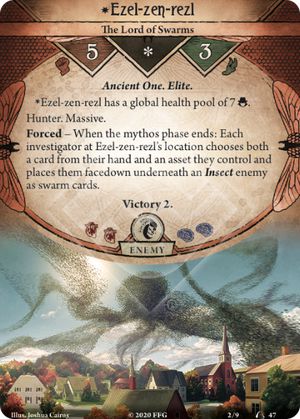 *Ezel-zen-rezl
The Lord of Swarms
5 * 3
Ancient One. Elite.
*Ezel-zen-rezl has a global health pool of 7.
Hunter. Massive.
Forced – When the mythos phase ends: Each
investigator at Ezel-zen-rezl's location chooses both
a card from their hand and an asset they control and
places them facedown underneath an Insect enemy
as swarm cards.
Victory 2.
ENEMY
Illus. Joshua Cairos
© 2020 FFG
2/9
47